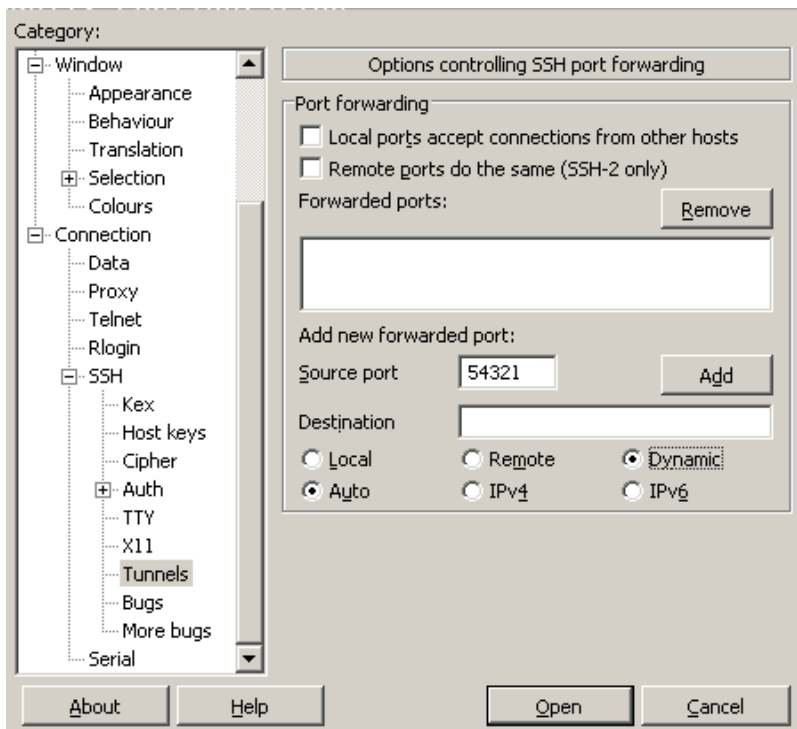 Category:
Window
Appearance
Behaviour
Translation
Selection
Colours
Connection
Data
Proxy
Telnet
Rlogin
SSH
Kex
Host keys
Cipher
Auth
TTY
X11
Tunnels
Bugs
More bugs
Serial
Options controlling SSH port forwarding
Port forwarding
Local ports accept connections from other hosts
Remote ports do the same (SSH-2 only)
Forwarded ports:
Remove
Add new forwarded port:
Source port
54321
Add
Destination
Local
Remote
Dynamic
Auto
IPv4
IPv6
About
Help
Open
Cancel